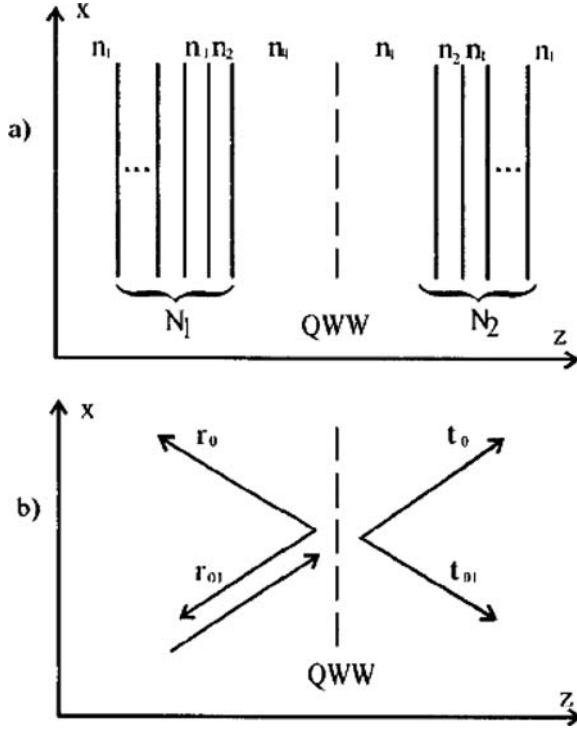 x
n₁ n₁ n₂ n₁ n₁ n₂ n₁ n₁
a)
... ...
N₁ QWW N₂
z
x
r₀ t₀
b)
r₀₁ t₀₁
QWW
z